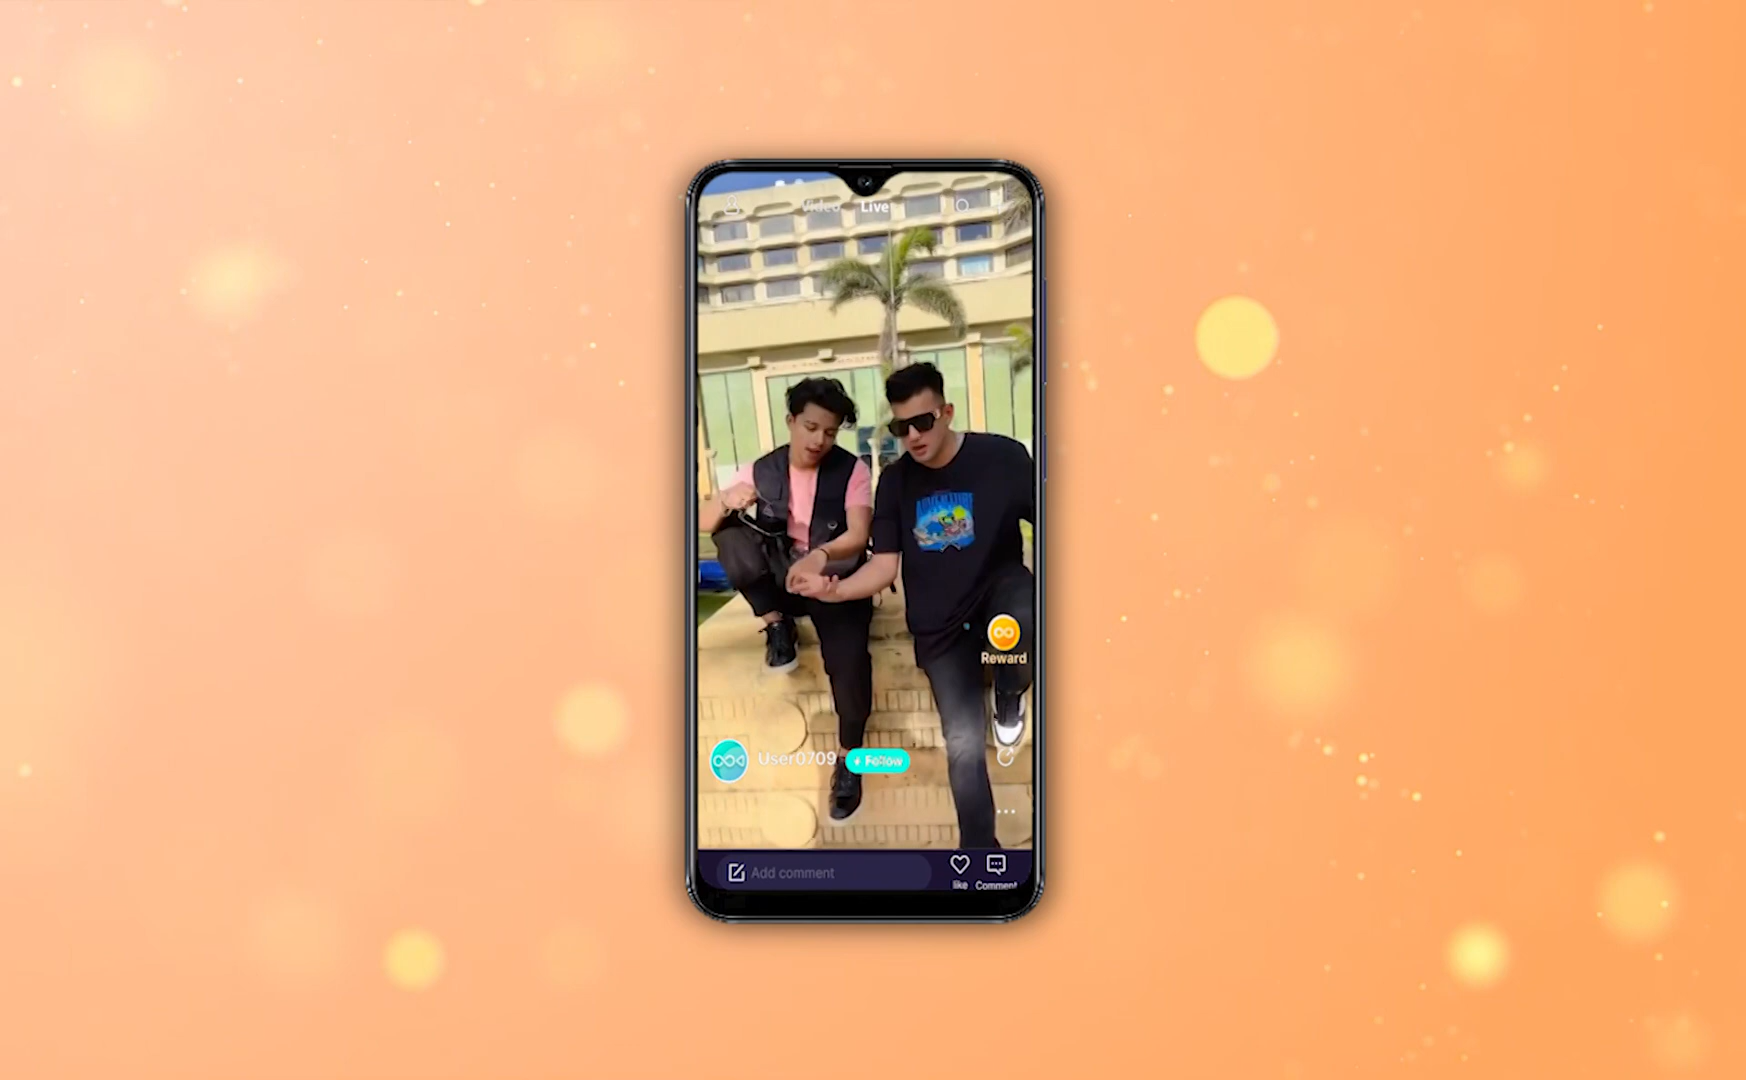 Video Live
Reward
User0709 + Follow
Add comment
like Comment